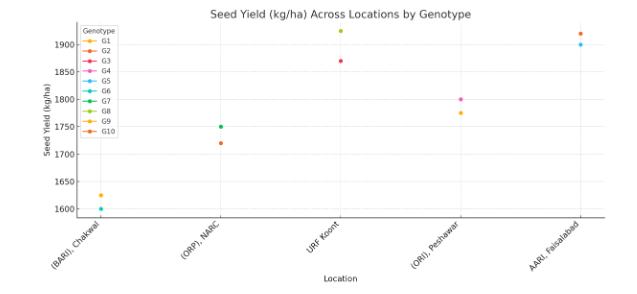 Seed Yield (kg/ha) Across Locations by Genotype
Genotype
G1
G2
G3
G4
G5
G6
G7
G8
G9
G10
Seed Yield (kg/ha)
1900
1850
1800
1750
1700
1650
1600
(BARI), Chakwal
(ORP), NARC
URF Koont
(ORI), Peshawar
AARI, Faisalabad
Location